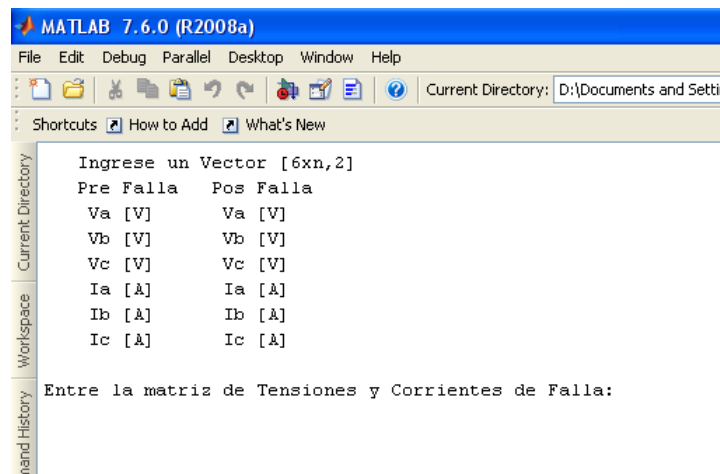 MATLAB 7.6.0 (R2008a)
File Edit Debug Parallel Desktop Window Help
Current Directory: D:\Documents and Setti
Shortcuts How to Add What's New
Current Directory
Workspace
mand History
Ingrese un Vector [6xn,2]
Pre Falla Pos Falla
Va [V] Va [V]
Vb [V] Vb [V]
Vc [V] Vc [V]
Ia [A] Ia [A]
Ib [A] Ib [A]
Ic [A] Ic [A]
Entre la matriz de Tensiones y Corrientes de Falla: